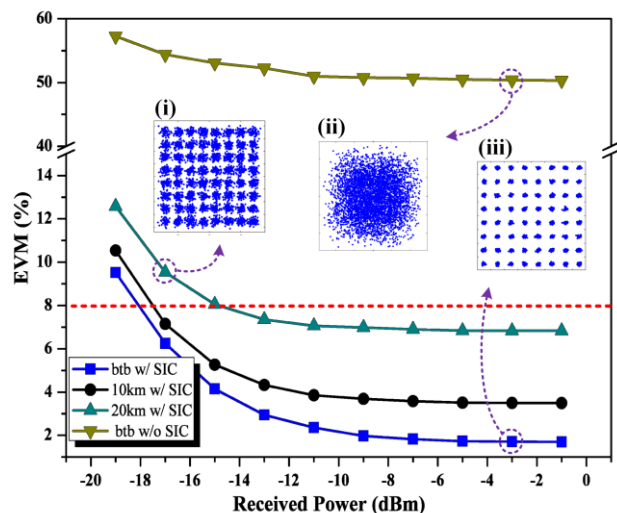 60
50
40
14
12
10
8
6
4
2
EVM (%)
(i)
(ii)
(iii)
btb w/ SIC
10km w/ SIC
20km w/ SIC
btb w/o SIC
-20 -18 -16 -14 -12 -10 -8 -6 -4 -2 0
Received Power (dBm)